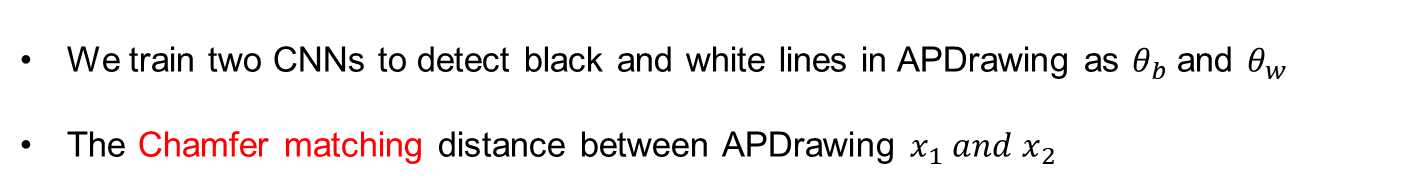 • We train two CNNs to detect black and white lines in APDrawing as θ_b and θ_w
• The Chamfer matching distance between APDrawing x_1 and x_2